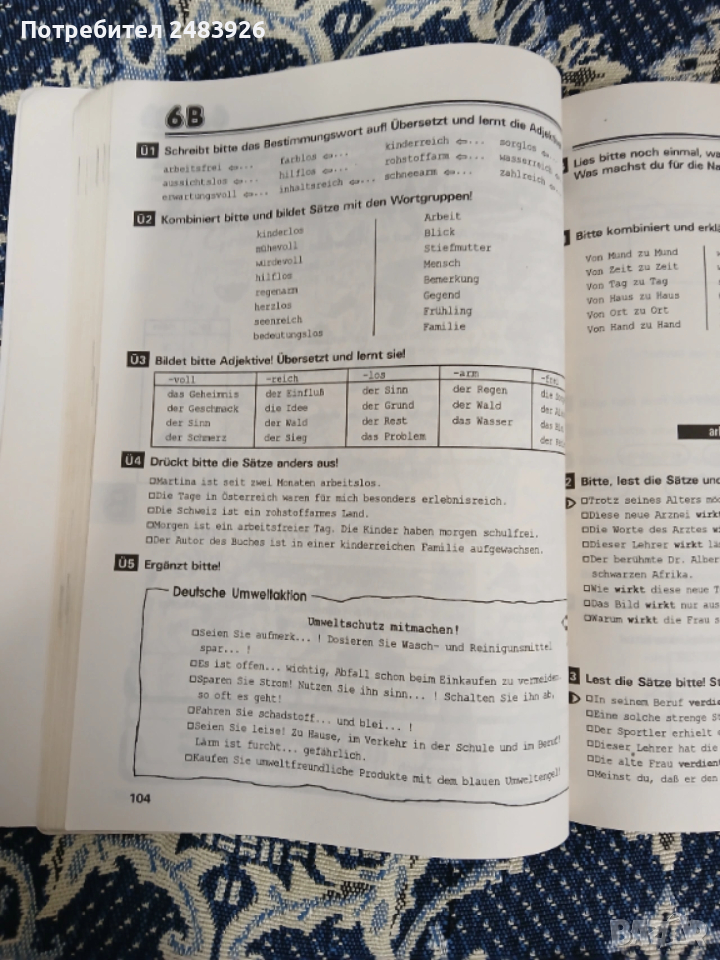 Потребител 2483926
6B
Ü1 Schreibt bitte das Bestimmungswort auf! Übersetzt und lernt die Adjektiv
arbeitsfrei ⇦... farblos ⇦... kinderreich ⇦... sorglos ⇦...
aussichtslos ⇦... hilflos ⇦... rohstoffarm ⇦... wasserreich ⇦
erwartungsvoll ⇦... inhaltsreich ⇦... schneearm ⇦... zahlreich ⇦.
Ü2 Kombiniert bitte und bildet Sätze mit den Wortgruppen!
kinderlos Arbeit
mühevoll Blick
würdevoll Stiefmutter
hilflos Mensch
regenarm Bemerkung
herzlos Gegend
seenreich Frühling
bedeutungslos Familie
Ü3 Bildet bitte Adjektive! Übersetzt und lernt sie!
-voll -reich -los -arm -frei
das Geheimnis der Einfluß der Sinn der Regen die
der Geschmack die Idee der Grund der Wald der
der Sinn der Wald der Rest das Wasser das
der Schmerz der Sieg das Problem der
Ü4 Drückt bitte die Sätze anders aus!
□Martina ist seit zwei Monaten arbeitslos.
□Die Tage in Österreich waren für mich besonders erlebnisreich.
□Die Schweiz ist ein rohstoffarmes Land.
□Morgen ist ein arbeitsfreier Tag. Die Kinder haben morgen schulfrei.
□Der Autor des Buches ist in einer kinderreichen Familie aufgewachsen.
Ü5 Ergänzt bitte!
Deutsche Umweltaktion
Umweltschutz mitmachen!
□Seien Sie aufmerk... ! Dosieren Sie Wasch- und Reinigunsmittel
spar... !
□Es ist offen... wichtig, Abfall schon beim Einkaufen zu vermeiden.
□Sparen Sie Strom! Nutzen Sie ihn sinn... ! Schalten Sie ihn ab,
so oft es geht!
□Fahren Sie schadstoff... und blei... !
□Seien Sie leise! Zu Hause, im Verkehr in der Schule und im Beruf!
Lärm ist furcht... gefährlich.
□Kaufen Sie umweltfreundliche Produkte mit dem blauen Umweltengel!
104
Lies bitte noch einmal, wa
Was machst du für die Na
Bitte kombiniert und erklä
Von Mund zu Mund
Von Zeit zu Zeit
Von Tag zu Tag
Von Haus zu Haus
Von Ort zu Ort
Von Hand zu Hand
2 Bitte, lest die Sätze und
□Trotz seines Alters möc
□Diese neue Arznei wirkt
□Die Worte des Arztes w
□Dieser Lehrer wirkt lä
□Der berühmte Dr. Alber
schwarzen Afrika.
□Wie wirkt diese neue T
□Das Bild wirkt nur aus
□Warum wirkt die Frau s
3 Lest die Sätze bitte! St
□In seinem Beruf verdie
□Eine solche strenge St
□Der Sportler erhielt d
□Dieser Lehrer hat die
□Die alte Frau verdient
□Meinst du, daß er den